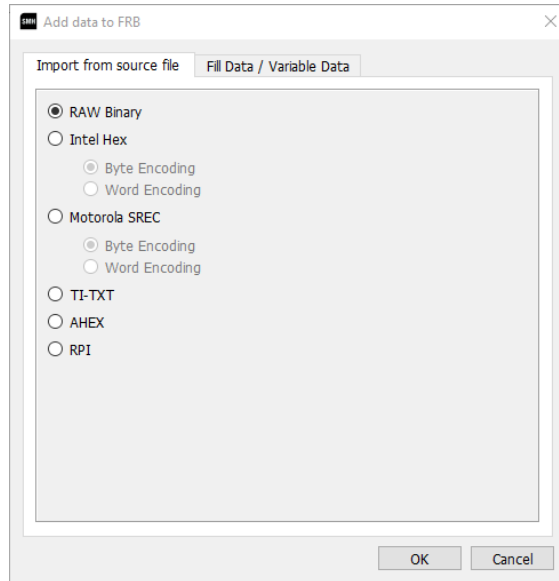 SMH Add data to FRB
Import from source file Fill Data / Variable Data
RAW Binary
Intel Hex
Byte Encoding
Word Encoding
Motorola SREC
Byte Encoding
Word Encoding
TI-TXT
AHEX
RPI
OK Cancel